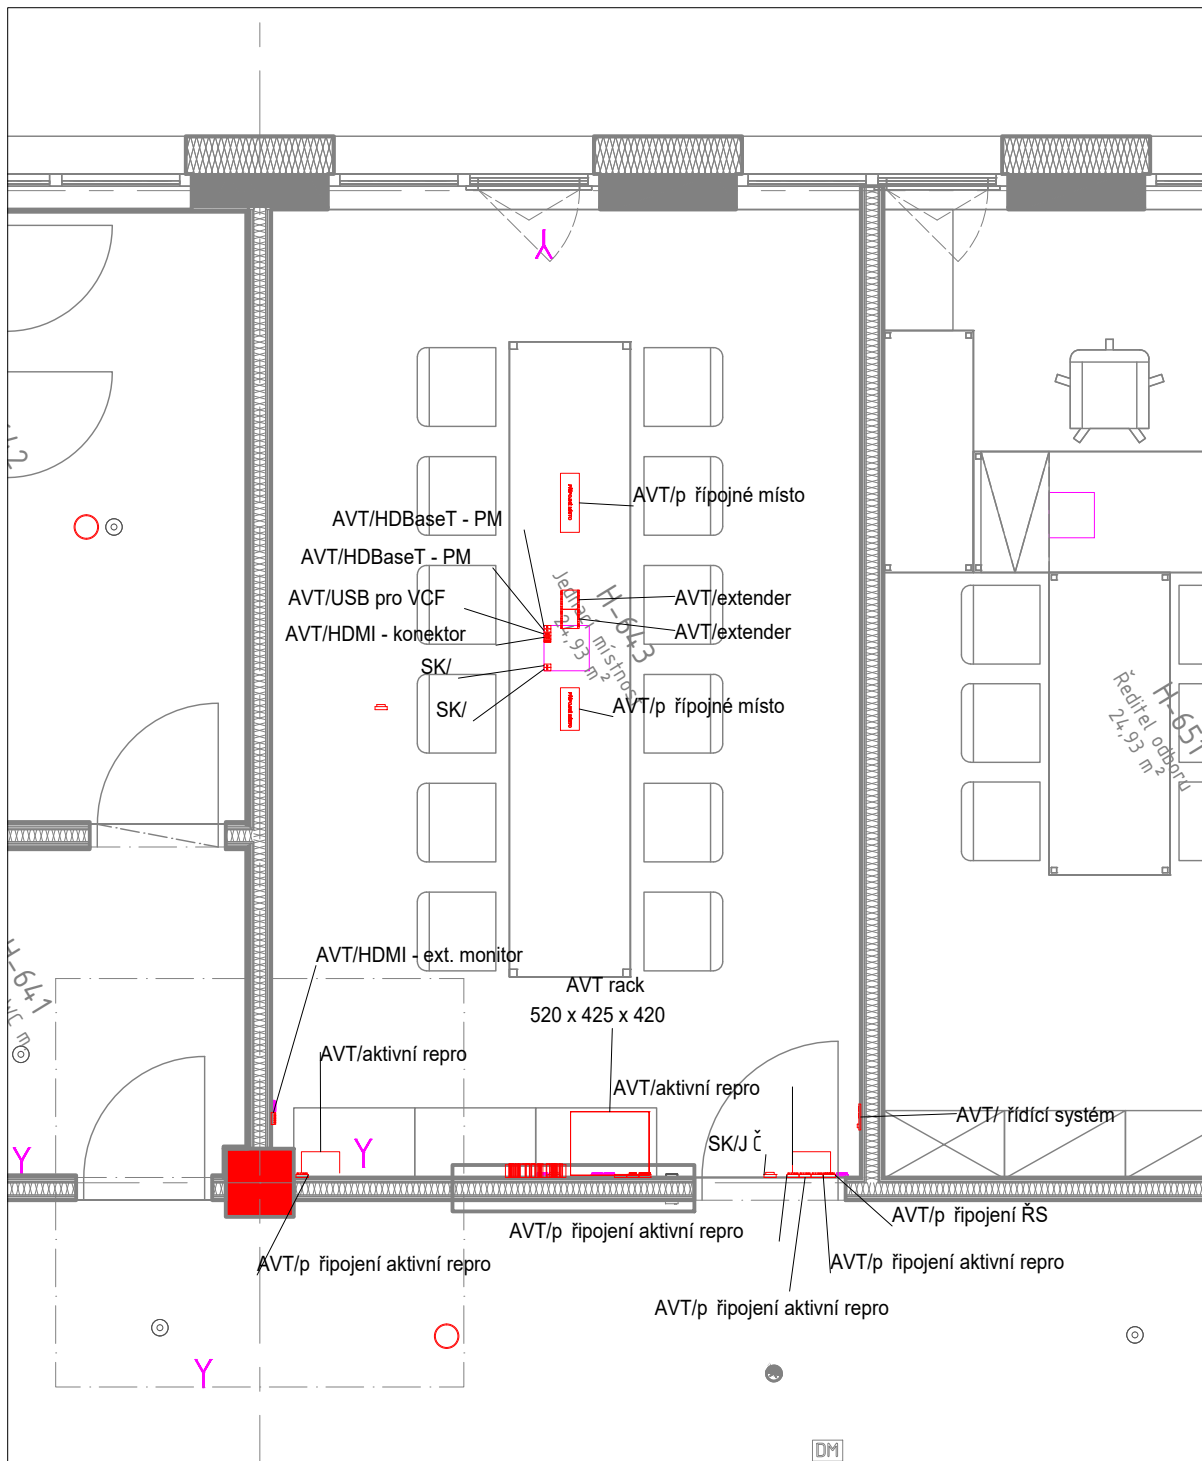 AVT/p řípojné místo
AVT/HDBaseT - PM
AVT/HDBaseT - PM
AVT/USB pro VCF
AVT/HDMI - konektor
AVT/extender
AVT/extender
H-643
Jednací místnost
24,93 m²
SK/
SK/
AVT/p řípojné místo
H-651
Ředitel odboru
24,93 m²
H-641
WC m.
AVT/HDMI - ext. monitor
AVT rack
520 x 425 x 420
AVT/aktivní repro
AVT/aktivní repro
AVT/ řídící systém
SK/J Č
AVT/p řipojení ŘS
AVT/p řipojení aktivní repro
AVT/p řipojení aktivní repro
AVT/p řipojení aktivní repro
AVT/p řipojení aktivní repro
DM